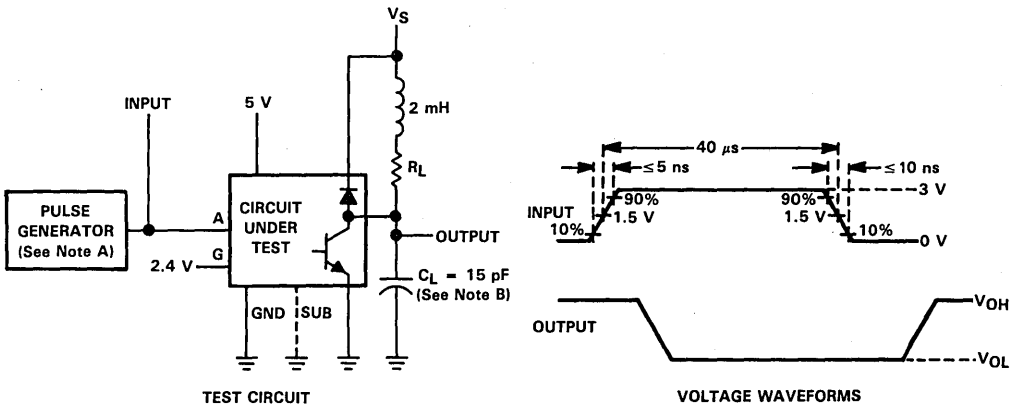 VS
INPUT
5 V
2 mH
RL
PULSE
GENERATOR
(See Note A)
A
G
2.4 V
CIRCUIT
UNDER
TEST
OUTPUT
CL = 15 pF
(See Note B)
GND
SUB
TEST CIRCUIT
40 μs
≤5 ns
≤10 ns
INPUT
10%
90%
1.5 V
90%
1.5 V
10%
3 V
0 V
OUTPUT
VOH
VOL
VOLTAGE WAVEFORMS